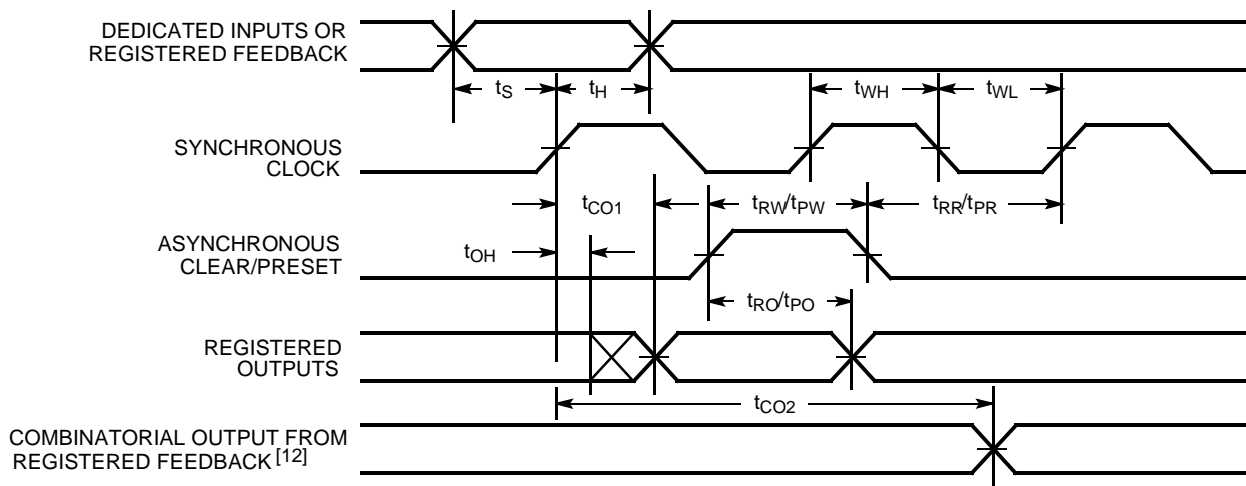 DEDICATED INPUTS OR
REGISTERED FEEDBACK
tS
tH
tWH
tWL
SYNCHRONOUS
CLOCK
tCO1
tRW/tPW
tRR/tPR
ASYNCHRONOUS
CLEAR/PRESET
tOH
tRO/tPO
REGISTERED
OUTPUTS
tCO2
COMBINATORIAL OUTPUT FROM
REGISTERED FEEDBACK [12]